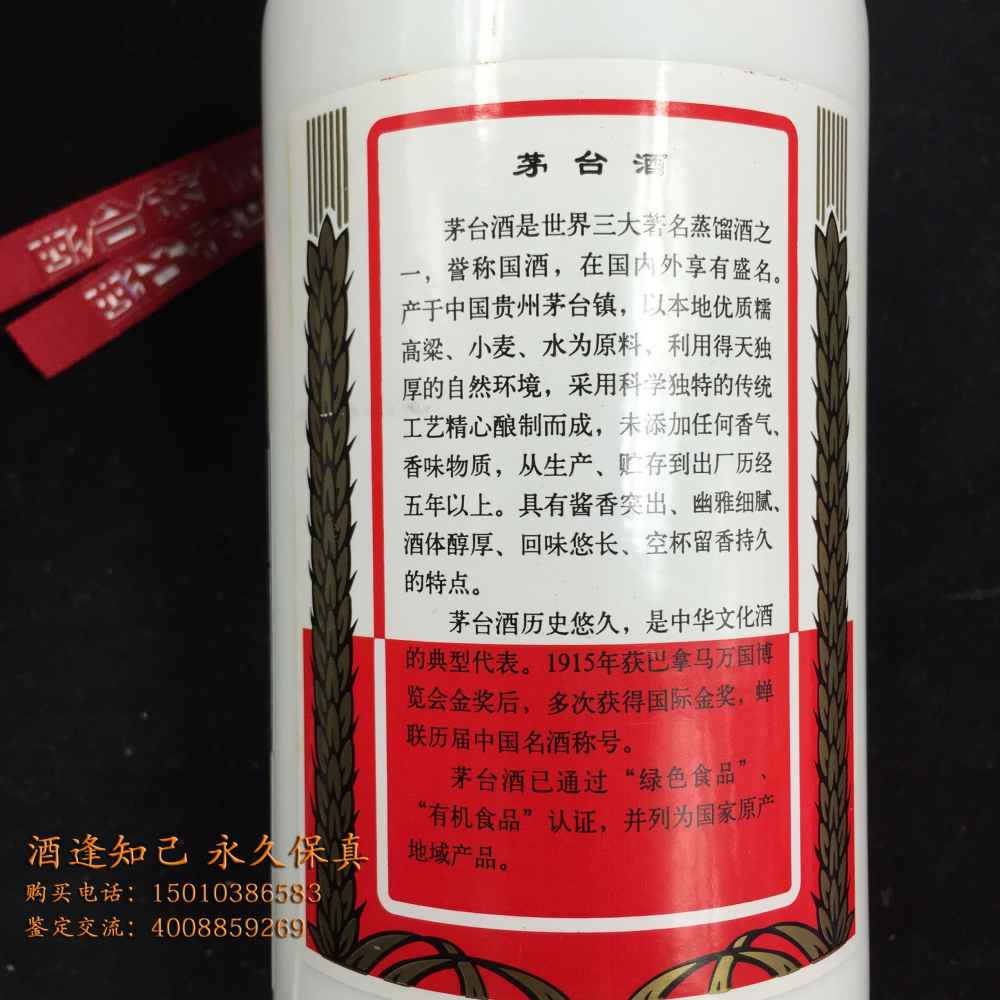 茅台酒
茅台酒是世界三大著名蒸馏酒之
一，誉称国酒，在国内外享有盛名。
产于中国贵州茅台镇，以本地优质糯
高粱、小麦、水为原料，利用得天独
厚的自然环境，采用科学独特的传统
工艺精心酿制而成，未添加任何香气、
香味物质，从生产、贮存到出厂历经
五年以上。具有酱香突出、幽雅细腻、
酒体醇厚、回味悠长、空杯留香持久
的特点。
茅台酒历史悠久，是中华文化酒
的典型代表。1915年获巴拿马万国博
览会金奖后，多次获得国际金奖，蝉
联历届中国名酒称号。
茅台酒已通过“绿色食品”、
“有机食品”认证，并列为国家原产
地域产品。
酒逢知己 永久保真
购买电话：15010386583
鉴定交流：4008859269